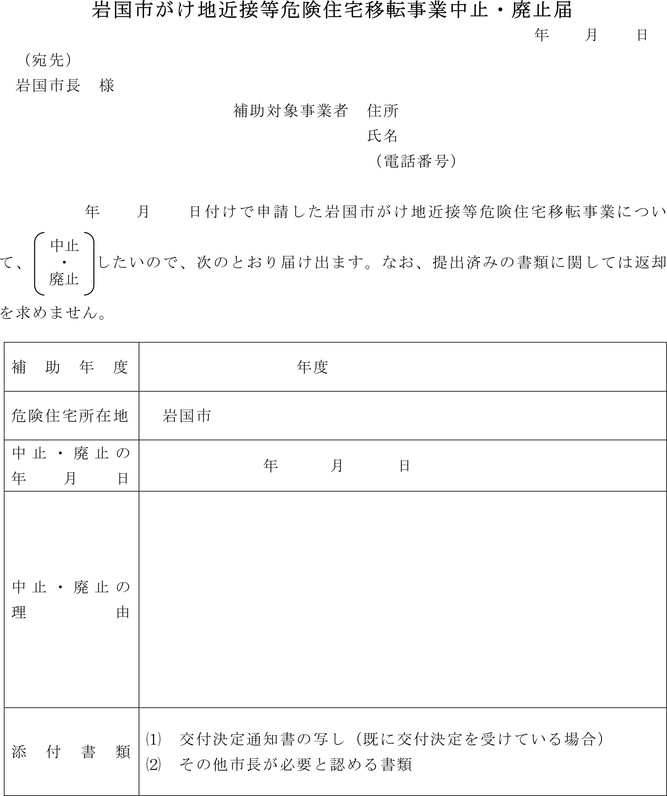 岩国市がけ地近接等危険住宅移転事業中止・廃止届
年　　月　　日
（宛先）
岩国市長　様
補助対象事業者　住所
氏名
（電話番号）
年　　月　　日付けで申請した岩国市がけ地近接等危険住宅移転事業につい
て、（中止・廃止）したいので、次のとおり届け出ます。なお、提出済みの書類に関しては返却
を求めません。
補助年度　年度
危険住宅所在地　岩国市
中止・廃止の
年月日　年　　月　　日
中止・廃止の
理由
添付書類
⑴　交付決定通知書の写し（既に交付決定を受けている場合）
⑵　その他市長が必要と認める書類